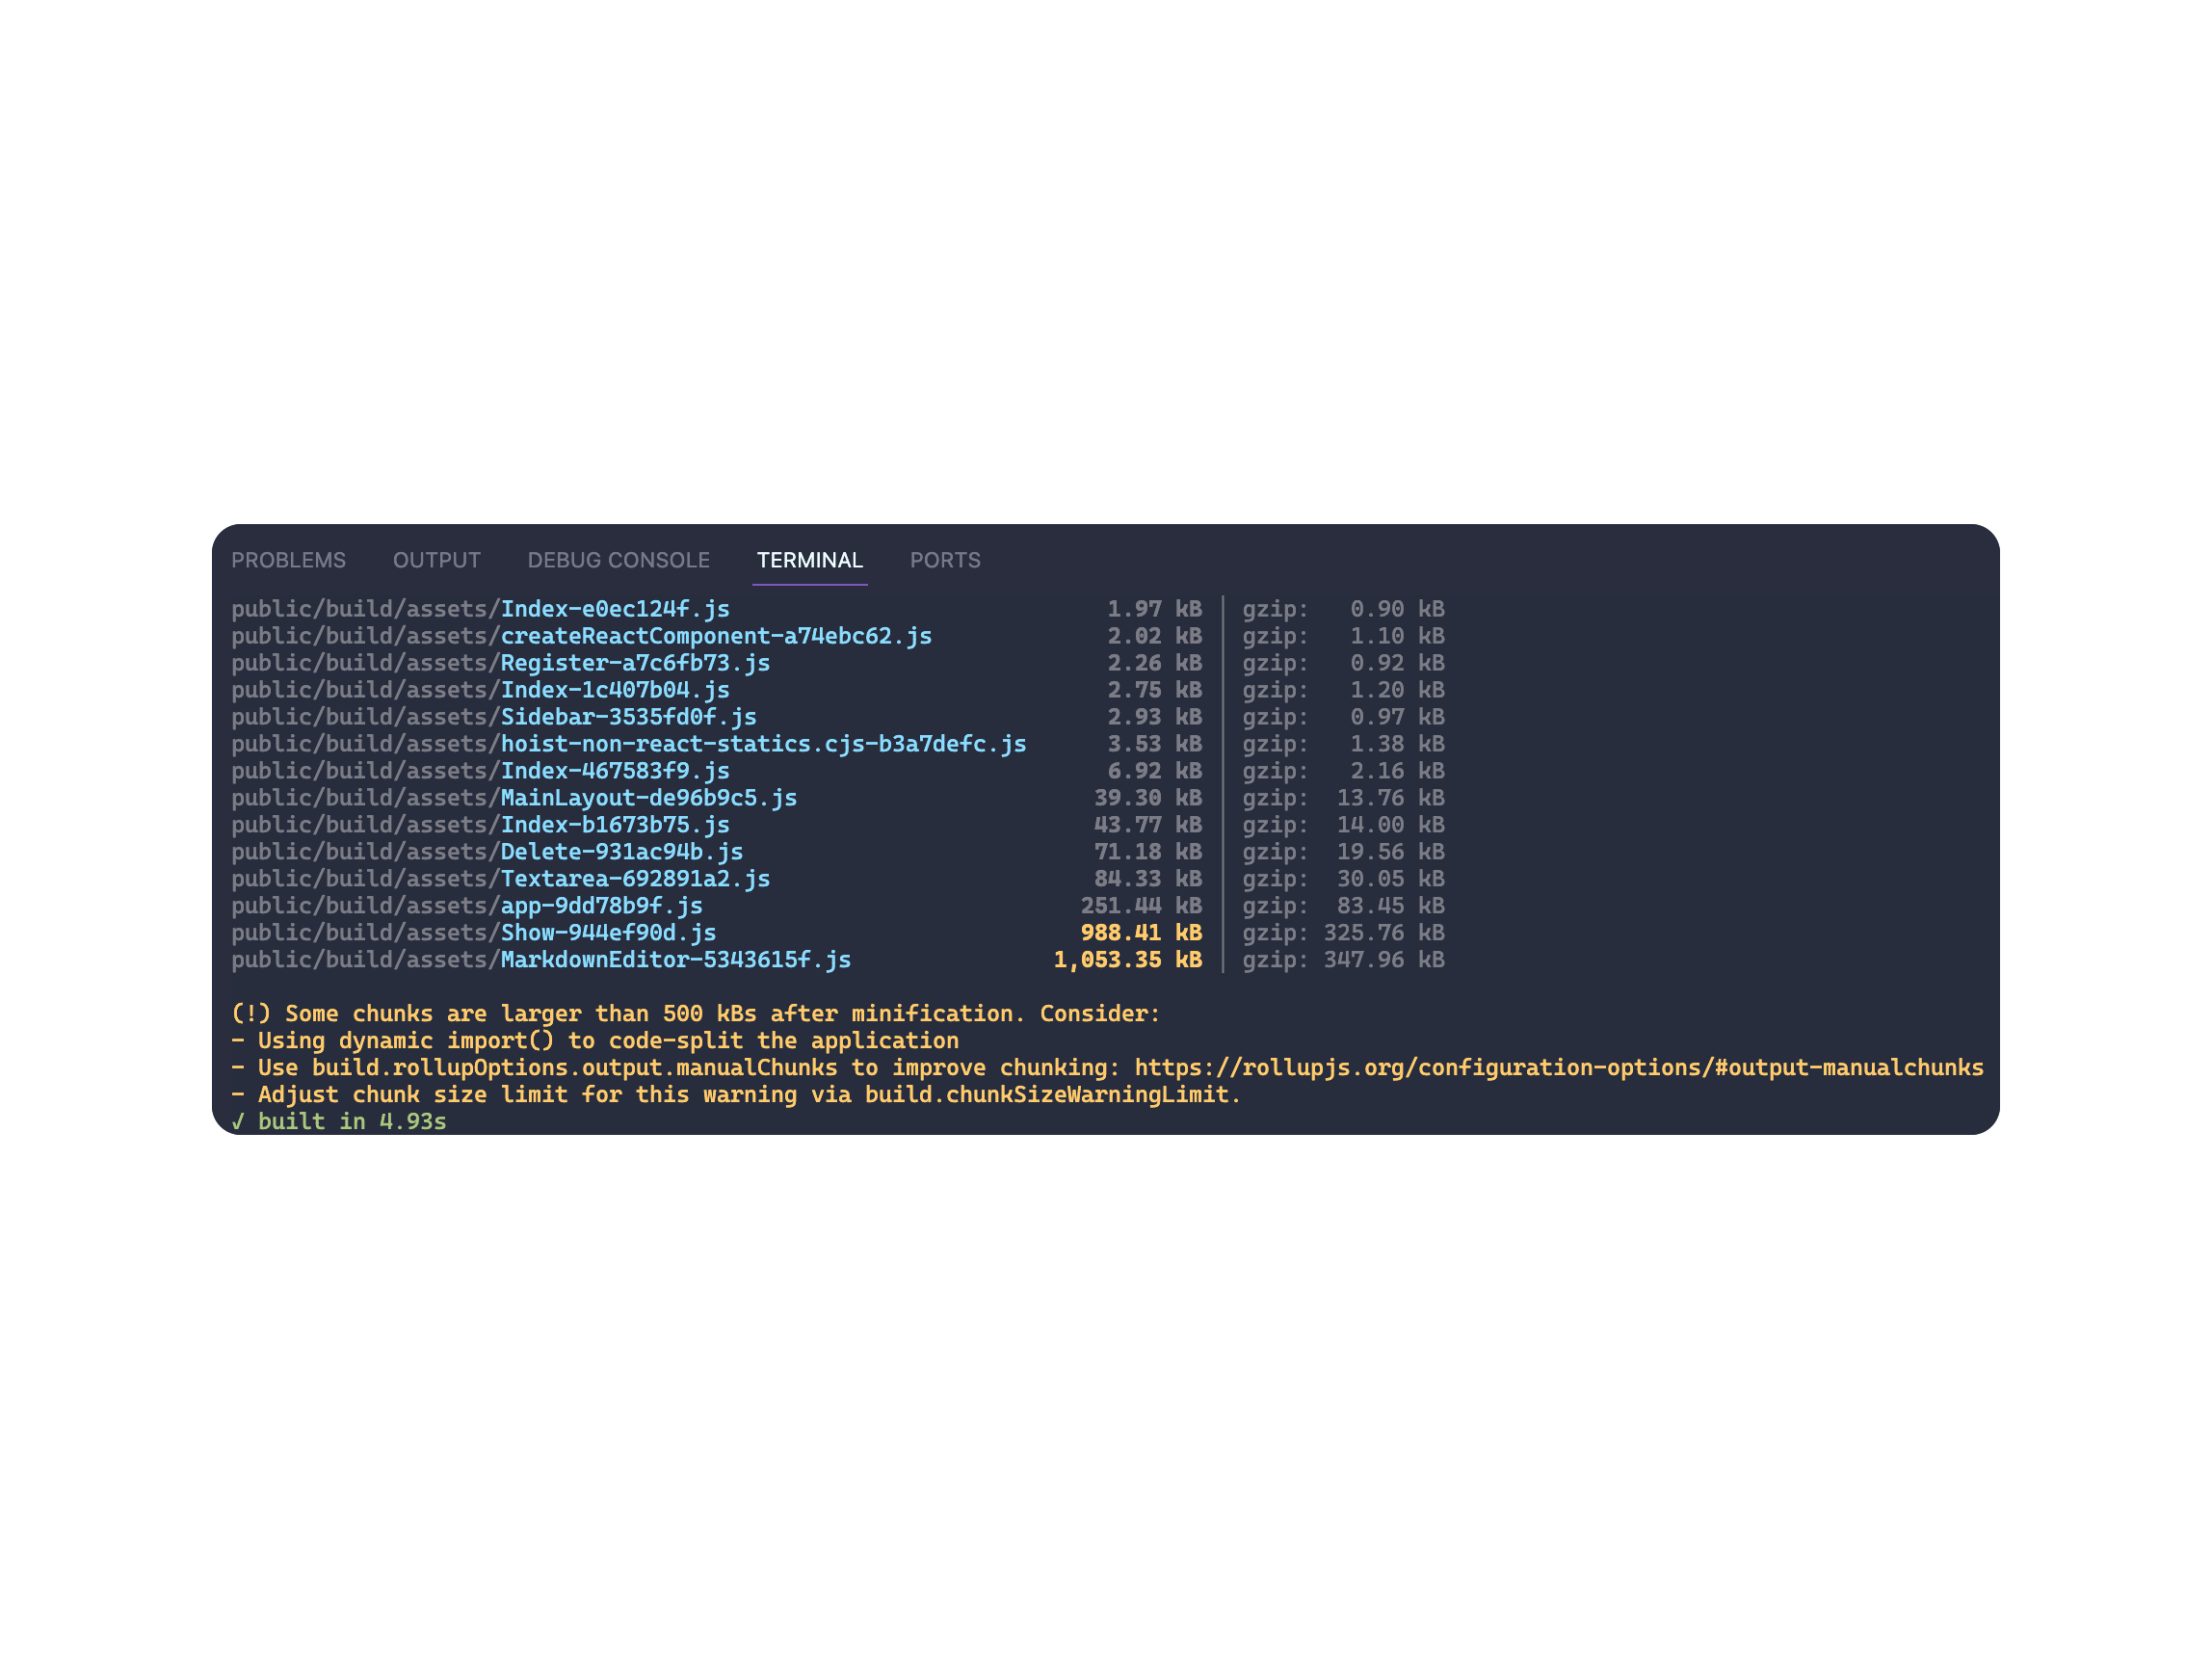 PROBLEMS OUTPUT DEBUG CONSOLE TERMINAL PORTS
public/build/assets/Index-e0ec124f.js 1.97 kB │ gzip: 0.90 kB
public/build/assets/createReactComponent-a74ebc62.js 2.02 kB │ gzip: 1.10 kB
public/build/assets/Register-a7c6fb73.js 2.26 kB │ gzip: 0.92 kB
public/build/assets/Index-1c407b04.js 2.75 kB │ gzip: 1.20 kB
public/build/assets/Sidebar-3535fd0f.js 2.93 kB │ gzip: 0.97 kB
public/build/assets/hoist-non-react-statics.cjs-b3a7defc.js 3.53 kB │ gzip: 1.38 kB
public/build/assets/Index-467583f9.js 6.92 kB │ gzip: 2.16 kB
public/build/assets/MainLayout-de96b9c5.js 39.30 kB │ gzip: 13.76 kB
public/build/assets/Index-b1673b75.js 43.77 kB │ gzip: 14.00 kB
public/build/assets/Delete-931ac94b.js 71.18 kB │ gzip: 19.56 kB
public/build/assets/Textarea-692891a2.js 84.33 kB │ gzip: 30.05 kB
public/build/assets/app-9dd78b9f.js 251.44 kB │ gzip: 83.45 kB
public/build/assets/Show-944ef90d.js 988.41 kB │ gzip: 325.76 kB
public/build/assets/MarkdownEditor-5343615f.js 1,053.35 kB │ gzip: 347.96 kB
(!) Some chunks are larger than 500 kBs after minification. Consider:
- Using dynamic import() to code-split the application
- Use build.rollupOptions.output.manualChunks to improve chunking: https://rollupjs.org/configuration-options/#output-manualchunks
- Adjust chunk size limit for this warning via build.chunkSizeWarningLimit.
✓ built in 4.93s